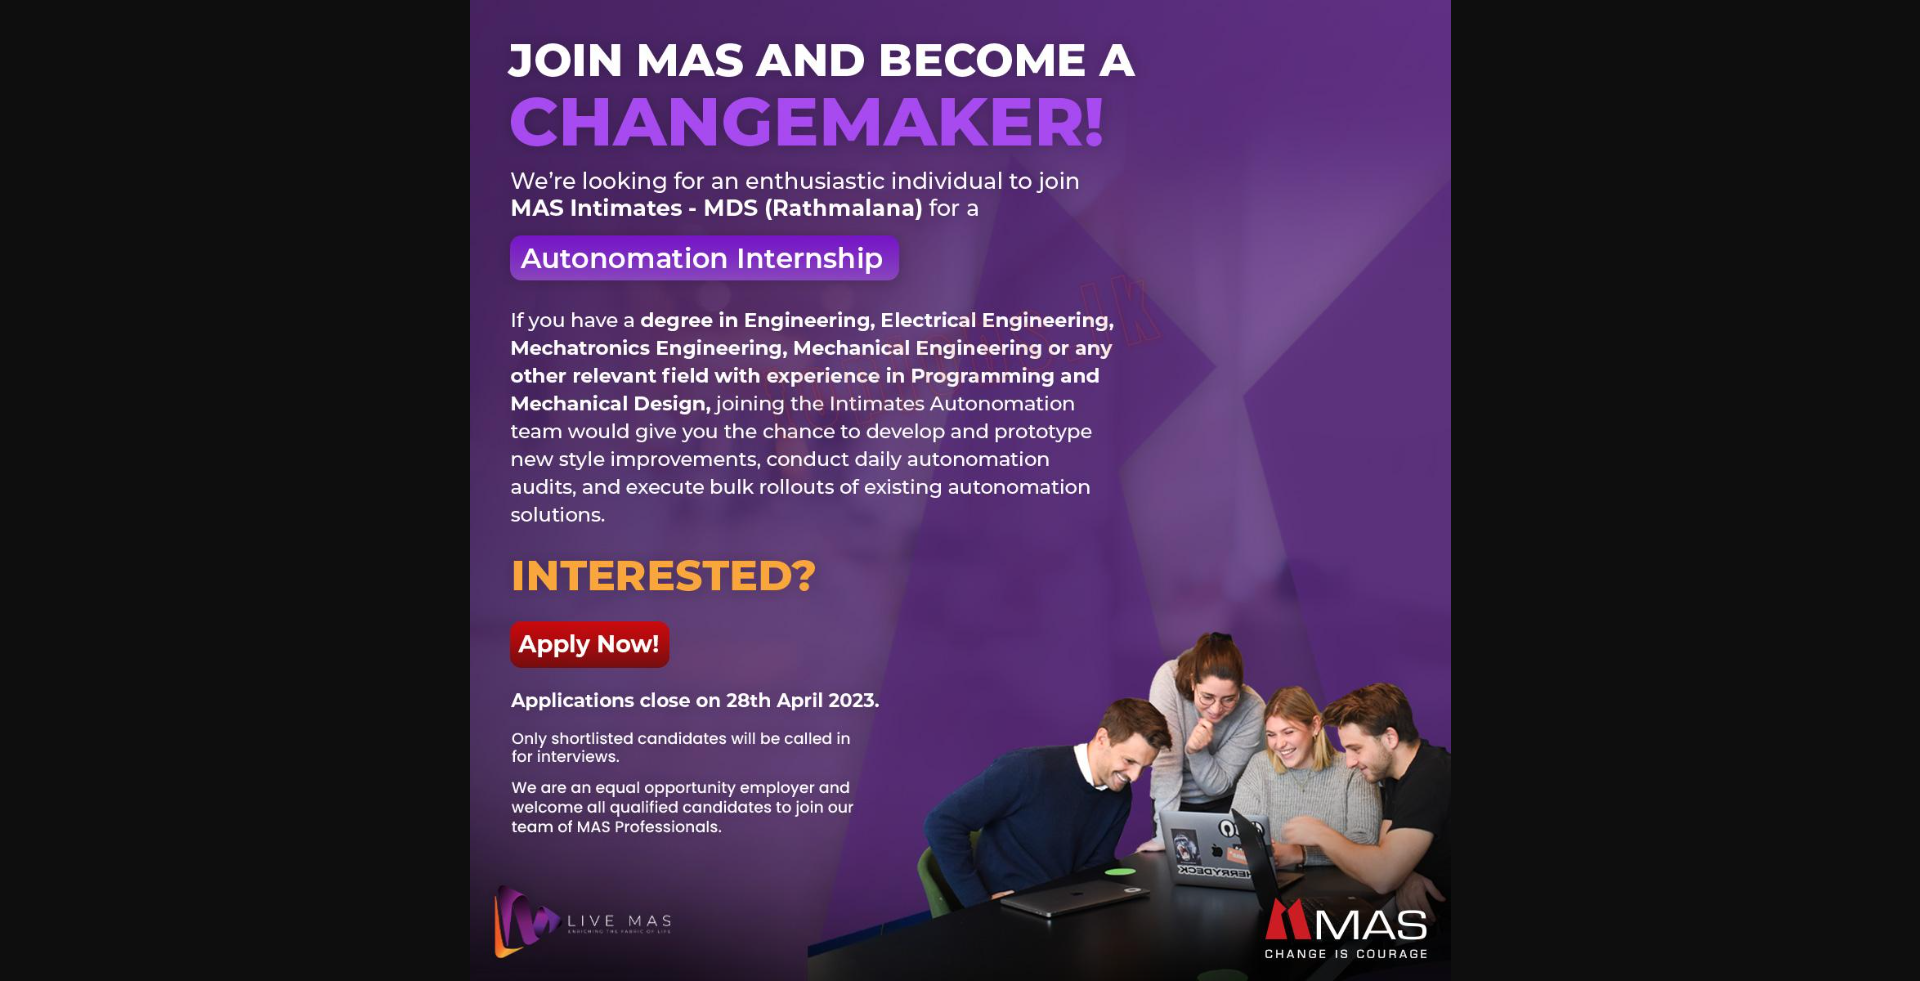 JOIN MAS AND BECOME A
CHANGEMAKER!
We're looking for an enthusiastic individual to join
MAS Intimates - MDS (Rathmalana) for a
Autonomation Internship
If you have a degree in Engineering, Electrical Engineering,
Mechatronics Engineering, Mechanical Engineering or any
other relevant field with experience in Programming and
Mechanical Design, joining the Intimates Autonomation
team would give you the chance to develop and prototype
new style improvements, conduct daily autonomation
audits, and execute bulk rollouts of existing autonomation
solutions.
INTERESTED?
Apply Now!
Applications close on 28th April 2023.
Only shortlisted candidates will be called in
for interviews.
We are an equal opportunity employer and
welcome all qualified candidates to join our
team of MAS Professionals.
LIVE MAS
ENRICHING THE FABRIC OF LIFE
MAS
CHANGE IS COURAGE